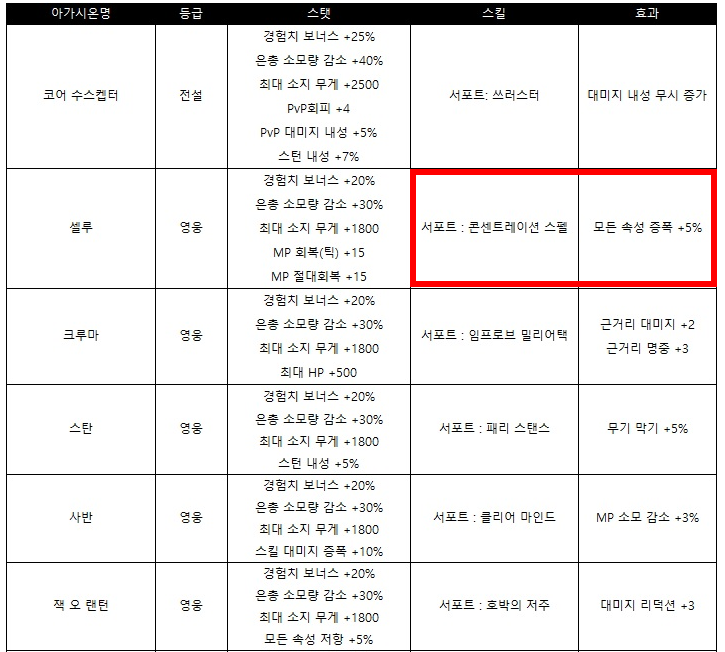 아가시온명 등급 스탯 스킬 효과
코어 수스켑터 전설 경험치 보너스 +25%
은총 소모량 감소 +40%
최대 소지 무게 +2500
PvP회피 +4
PvP 대미지 내성 +5%
스턴 내성 +7%
서포트: 쓰러스터 대미지 내성 무시 증가
셀루 영웅 경험치 보너스 +20%
은총 소모량 감소 +30%
최대 소지 무게 +1800
MP 회복(틱) +15
MP 절대회복 +15
서포트 : 콘센트레이션 스펠 모든 속성 증폭 +5%
크루마 영웅 경험치 보너스 +20%
은총 소모량 감소 +30%
최대 소지 무게 +1800
최대 HP +500
서포트 : 임프로브 밀리어택 근거리 대미지 +2
근거리 명중 +3
스탄 영웅 경험치 보너스 +20%
은총 소모량 감소 +30%
최대 소지 무게 +1800
스턴 내성 +5%
서포트 : 패리 스탠스 무기 막기 +5%
사반 영웅 경험치 보너스 +20%
은총 소모량 감소 +30%
최대 소지 무게 +1800
스킬 대미지 증폭 +10%
서포트 : 클리어 마인드 MP 소모 감소 +3%
잭 오 랜턴 영웅 경험치 보너스 +20%
은총 소모량 감소 +30%
최대 소지 무게 +1800
모든 속성 저항 +5%
서포트 : 호박의 저주 대미지 리덕션 +3